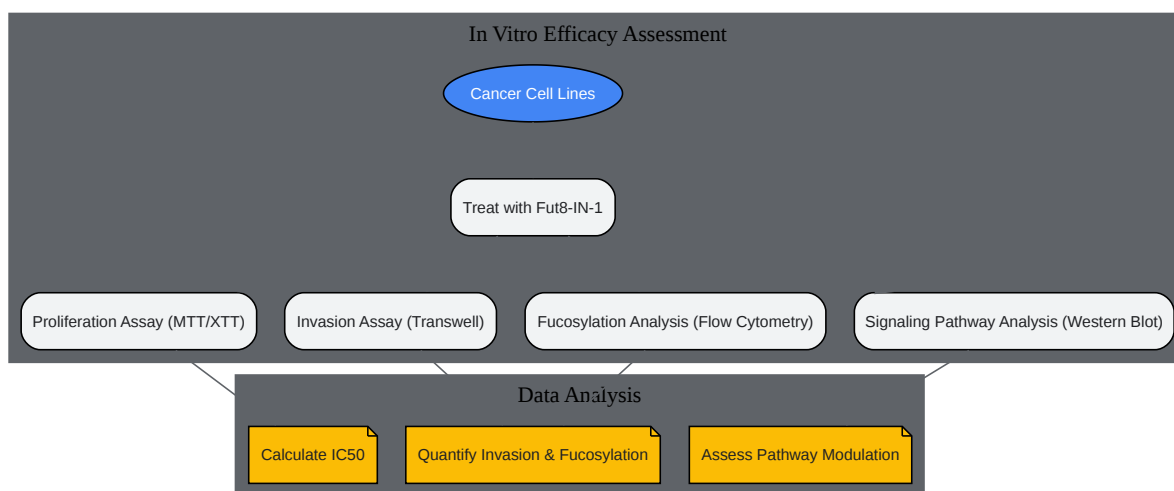 In Vitro Efficacy Assessment
Cancer Cell Lines
Treat with Fut8-IN-1
Proliferation Assay (MTT/XTT)
Invasion Assay (Transwell)
Fucosylation Analysis (Flow Cytometry)
Signaling Pathway Analysis (Western Blot)
Data Analysis
Calculate IC50
Quantify Invasion & Fucosylation
Assess Pathway Modulation